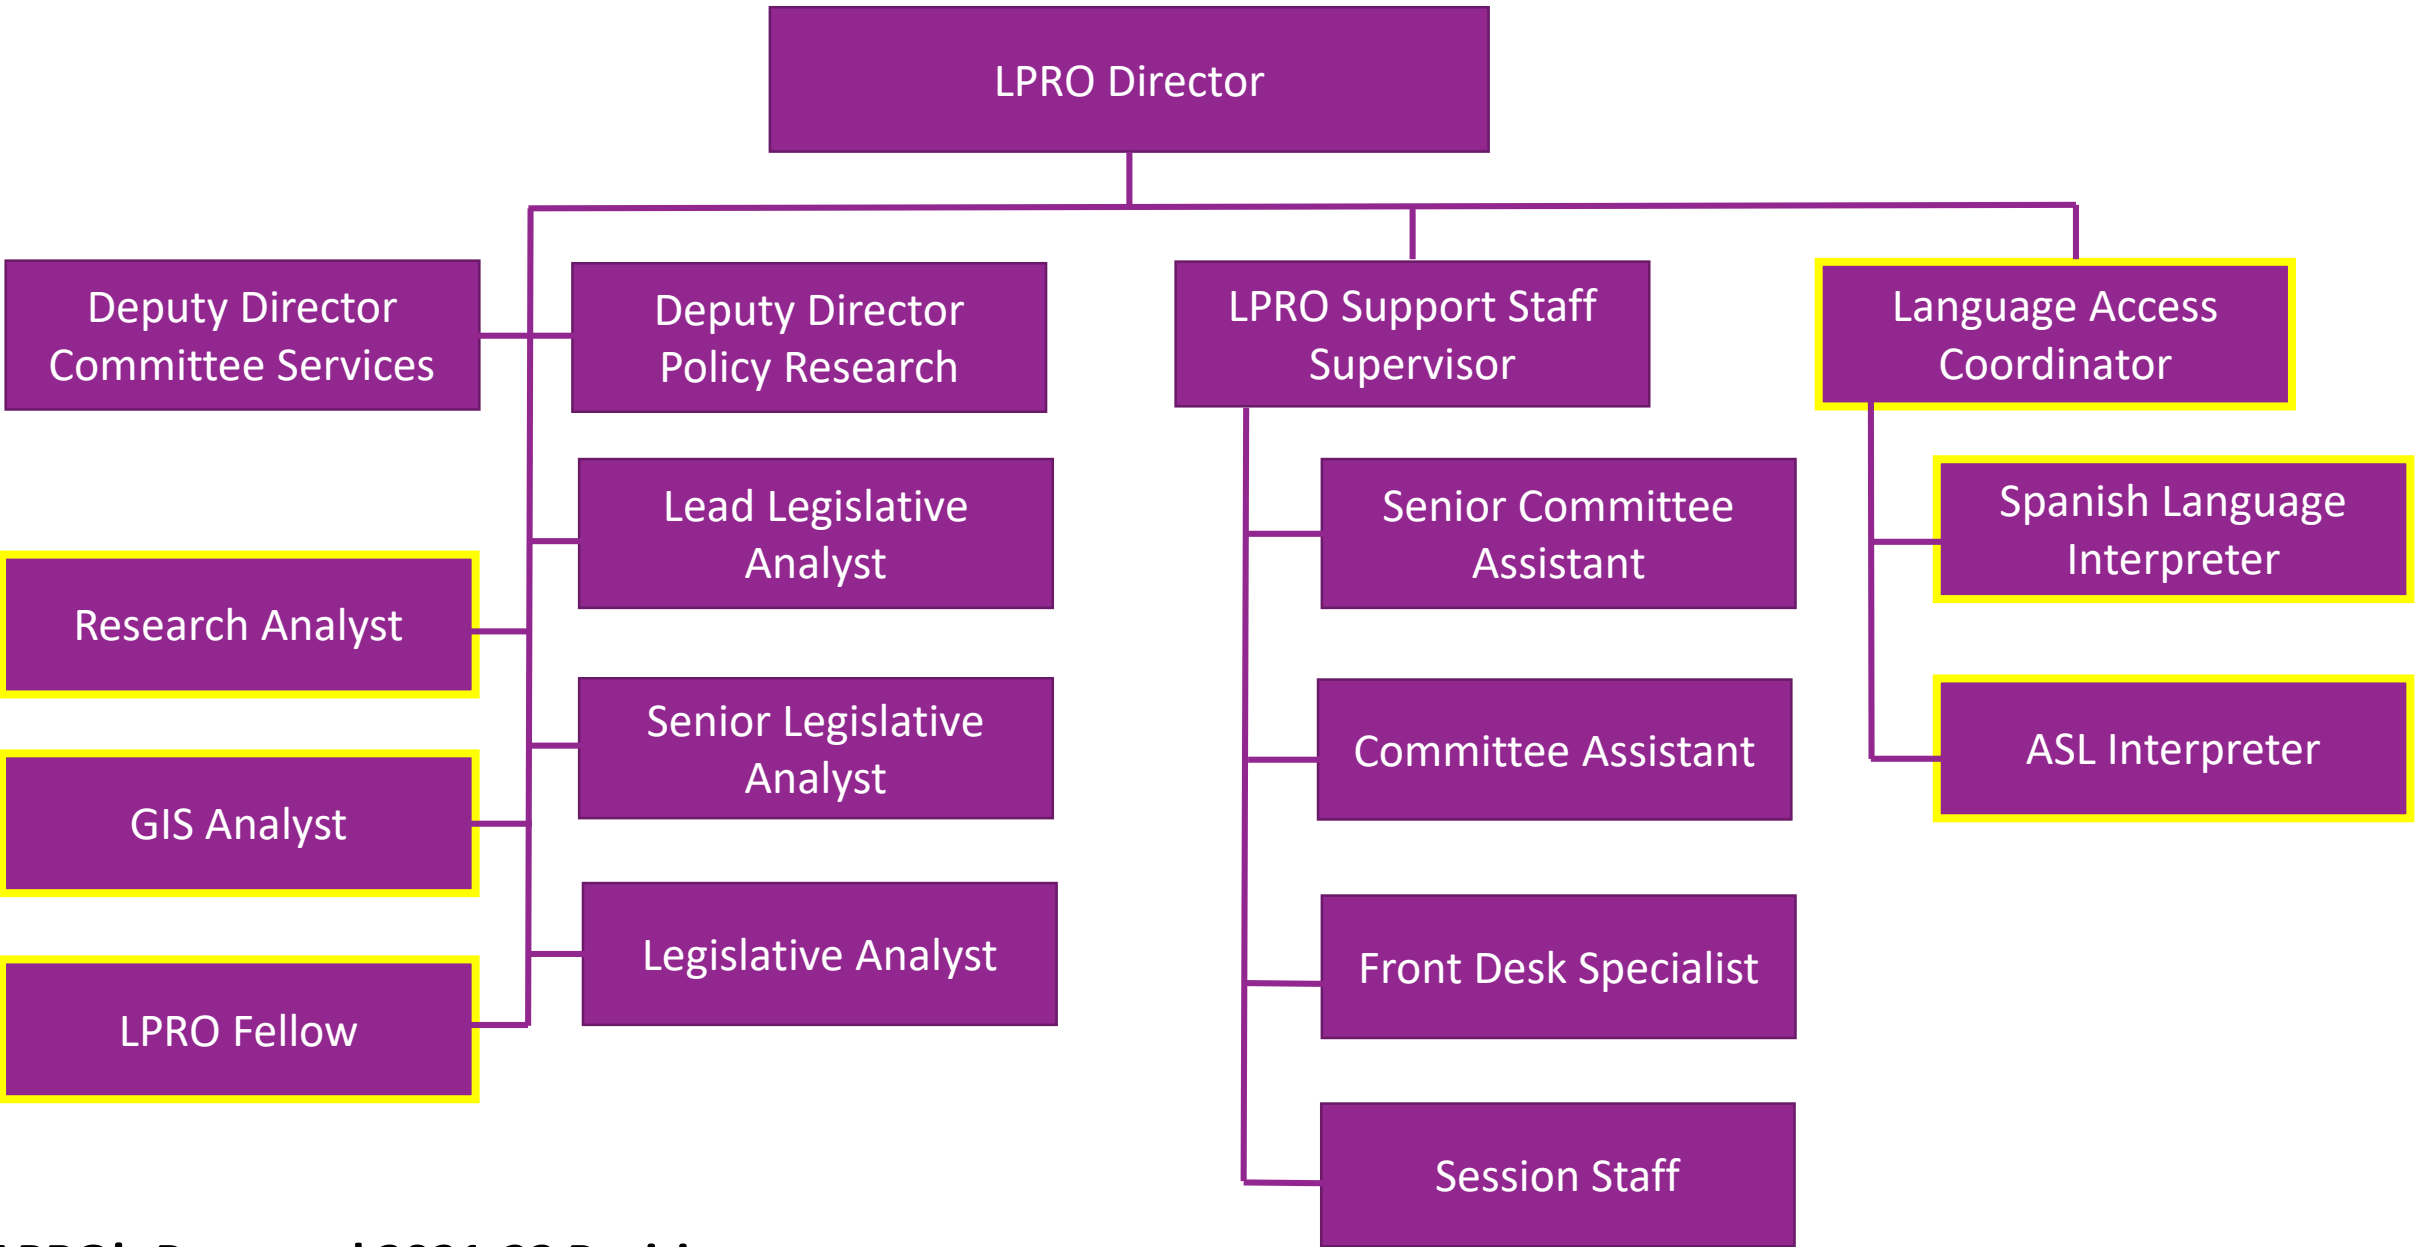 LPRO Director
Deputy Director
Committee Services
Deputy Director
Policy Research
LPRO Support Staff
Supervisor
Language Access
Coordinator
Lead Legislative
Analyst
Senior Committee
Assistant
Spanish Language
Interpreter
Research Analyst
Senior Legislative
Analyst
Committee Assistant
ASL Interpreter
GIS Analyst
Legislative Analyst
Front Desk Specialist
LPRO Fellow
Session Staff